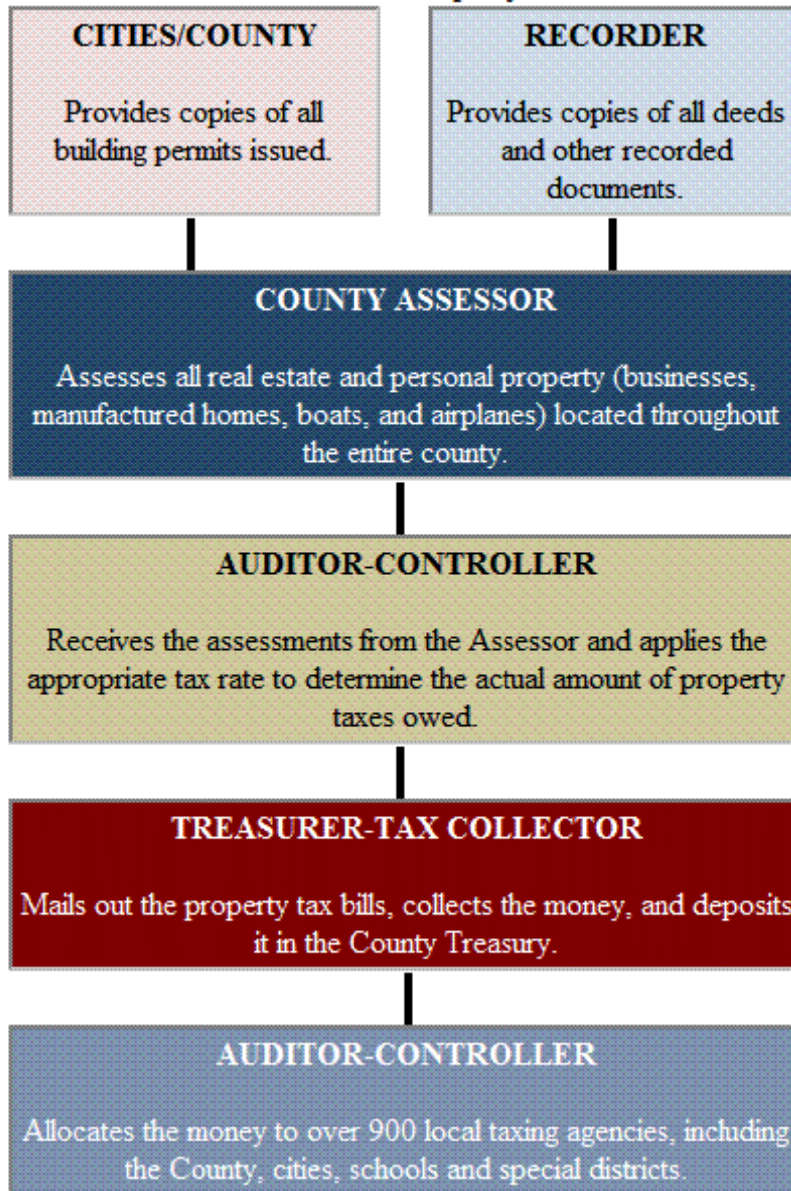 CITIES/COUNTY
Provides copies of all
building permits issued.
RECORDER
Provides copies of all deeds
and other recorded
documents.
COUNTY ASSESSOR
Assesses all real estate and personal property (businesses,
manufactured homes, boats, and airplanes) located throughout
the entire county.
AUDITOR-CONTROLLER
Receives the assessments from the Assessor and applies the
appropriate tax rate to determine the actual amount of property
taxes owed.
TREASURER-TAX COLLECTOR
Mails out the property tax bills, collects the money, and deposits
it in the County Treasury.
AUDITOR-CONTROLLER
Allocates the money to over 900 local taxing agencies, including
the County, cities, schools and special districts.